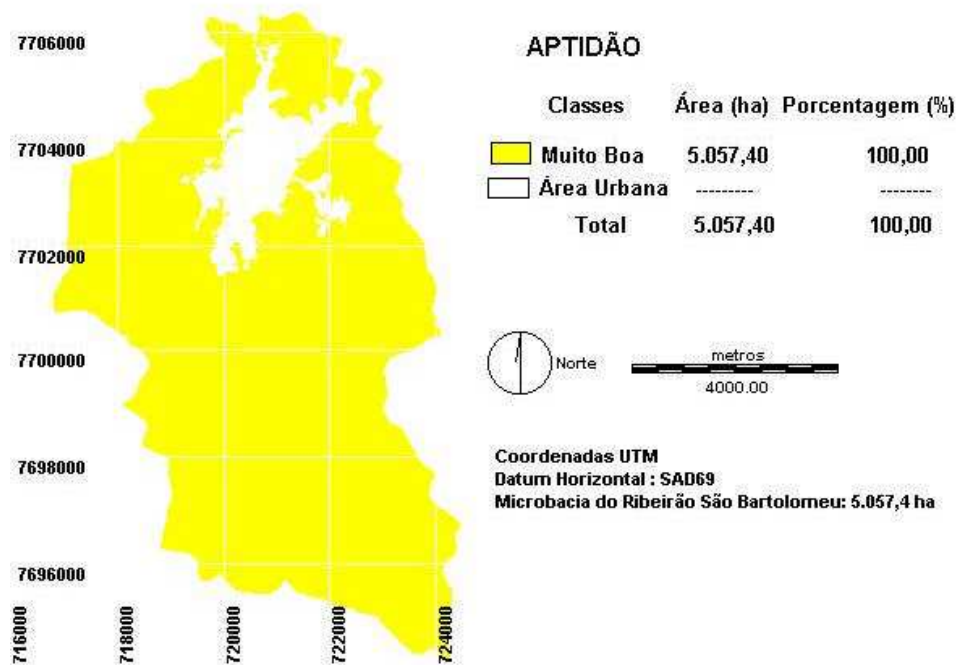 7706000
7704000
7702000
7700000
7698000
7696000
716000
718000
720000
722000
724000
APTIDÃO
Classes Área (ha) Porcentagem (%)
Muito Boa 5.057,40 100,00
Área Urbana --------- --------
Total 5.057,40 100,00
Norte
metros
4000.00
Coordenadas UTM
Datum Horizontal : SAD69
Microbacia do Ribeirão São Bartolomeu: 5.057,4 ha